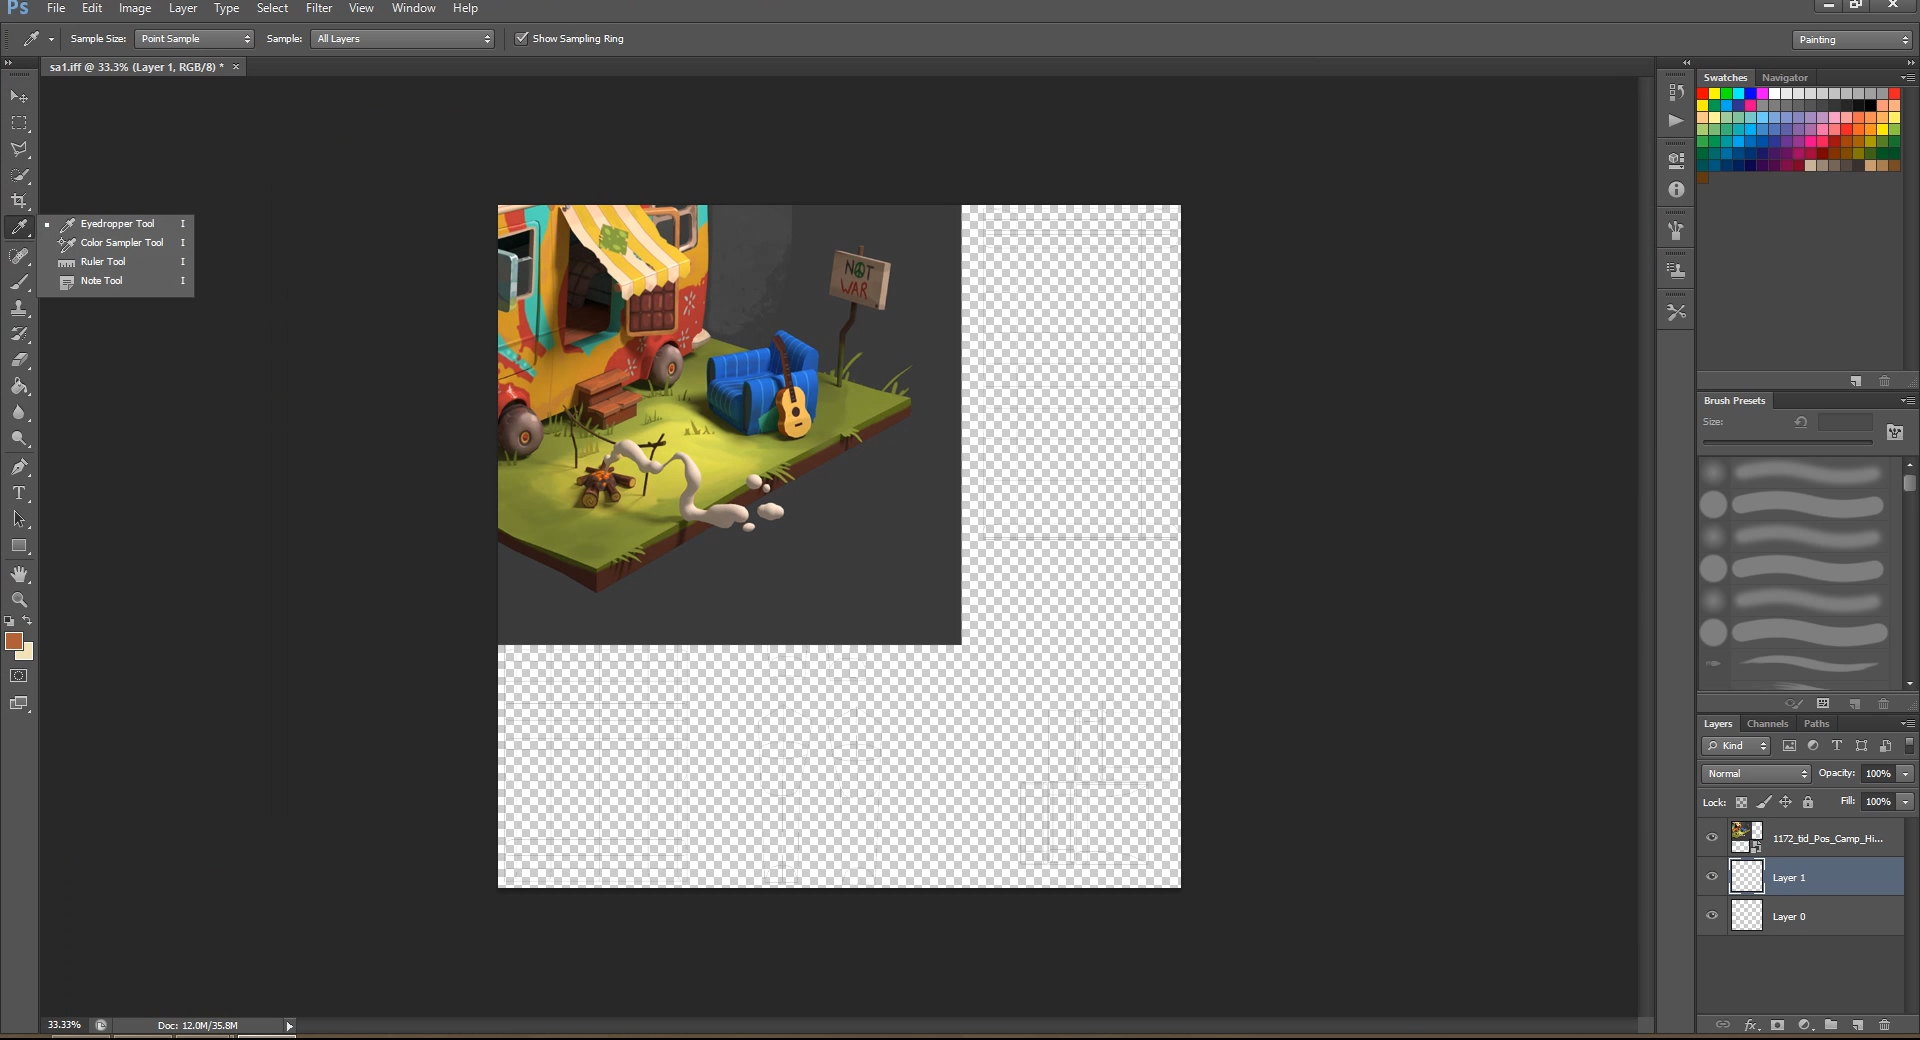 Ps File Edit Image Layer Type Select Filter View Window Help
Sample Size: Point Sample Sample: All Layers Show Sampling Ring Painting
sa1.iff @ 33.3% (Layer 1, RGB/8) * ×
Swatches Navigator
Eyedropper Tool I
Color Sampler Tool I
Ruler Tool I
Note Tool I
NOT
WAR
Brush Presets
Size:
T
Layers Channels Paths
Kind T
Normal Opacity: 100%
Lock: Fill: 100%
1172_tid_Pos_Camp_Hi...
Layer 1
Layer 0
33.33% Doc: 12.0M/35.8M
fx